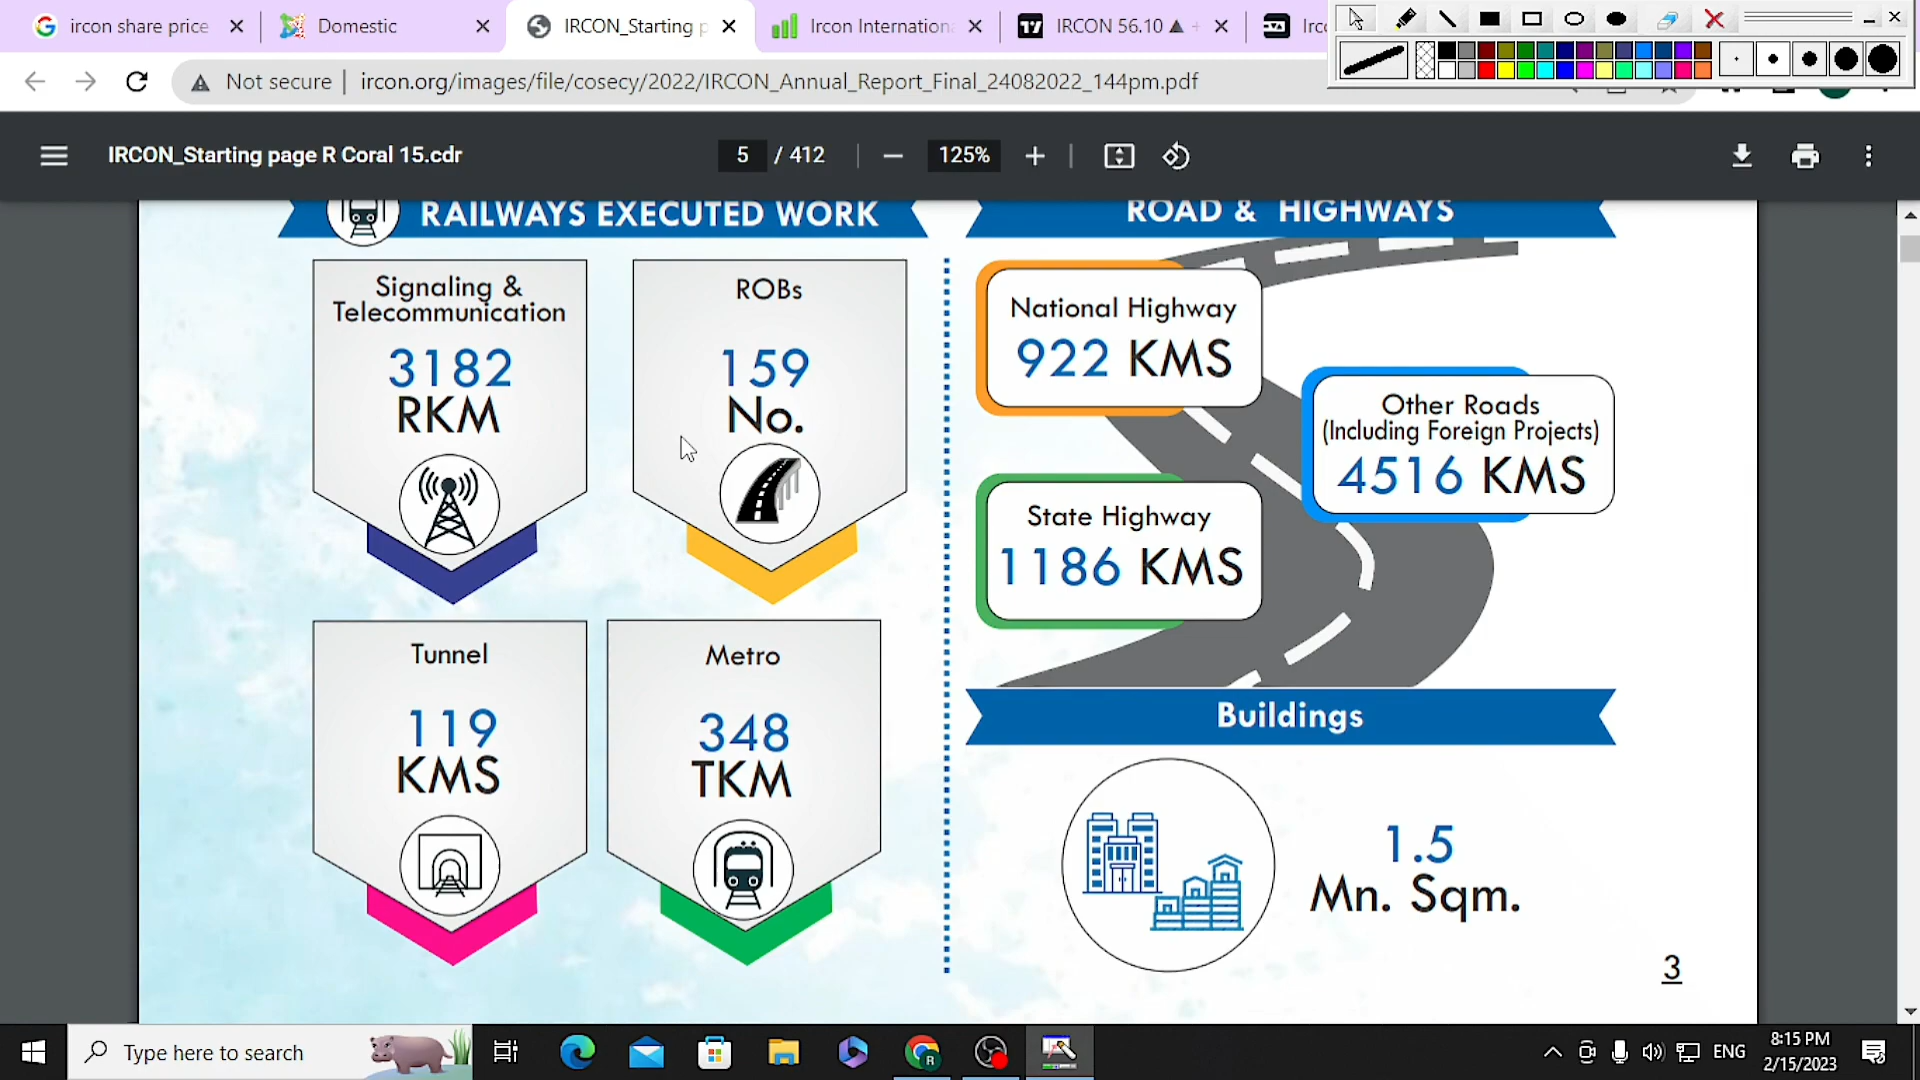 ircon share price
Domestic
IRCON_Starting p
Ircon Internationa
IRCON 56.10 ▲ +
Irc
Not secure
ircon.org/images/file/cosecy/2022/IRCON_Annual_Report_Final_24082022_144pm.pdf
IRCON_Starting page R Coral 15.cdr
5 / 412
125%
RAILWAYS EXECUTED WORK
Signaling &
Telecommunication
3182
RKM
ROBs
159
No.
Tunnel
119
KMS
Metro
348
TKM
ROAD & HIGHWAYS
National Highway
922 KMS
Other Roads
(Including Foreign Projects)
4516 KMS
State Highway
1186 KMS
Buildings
1.5
Mn. Sqm.
3
Type here to search
R
ENG
8:15 PM
2/15/2023